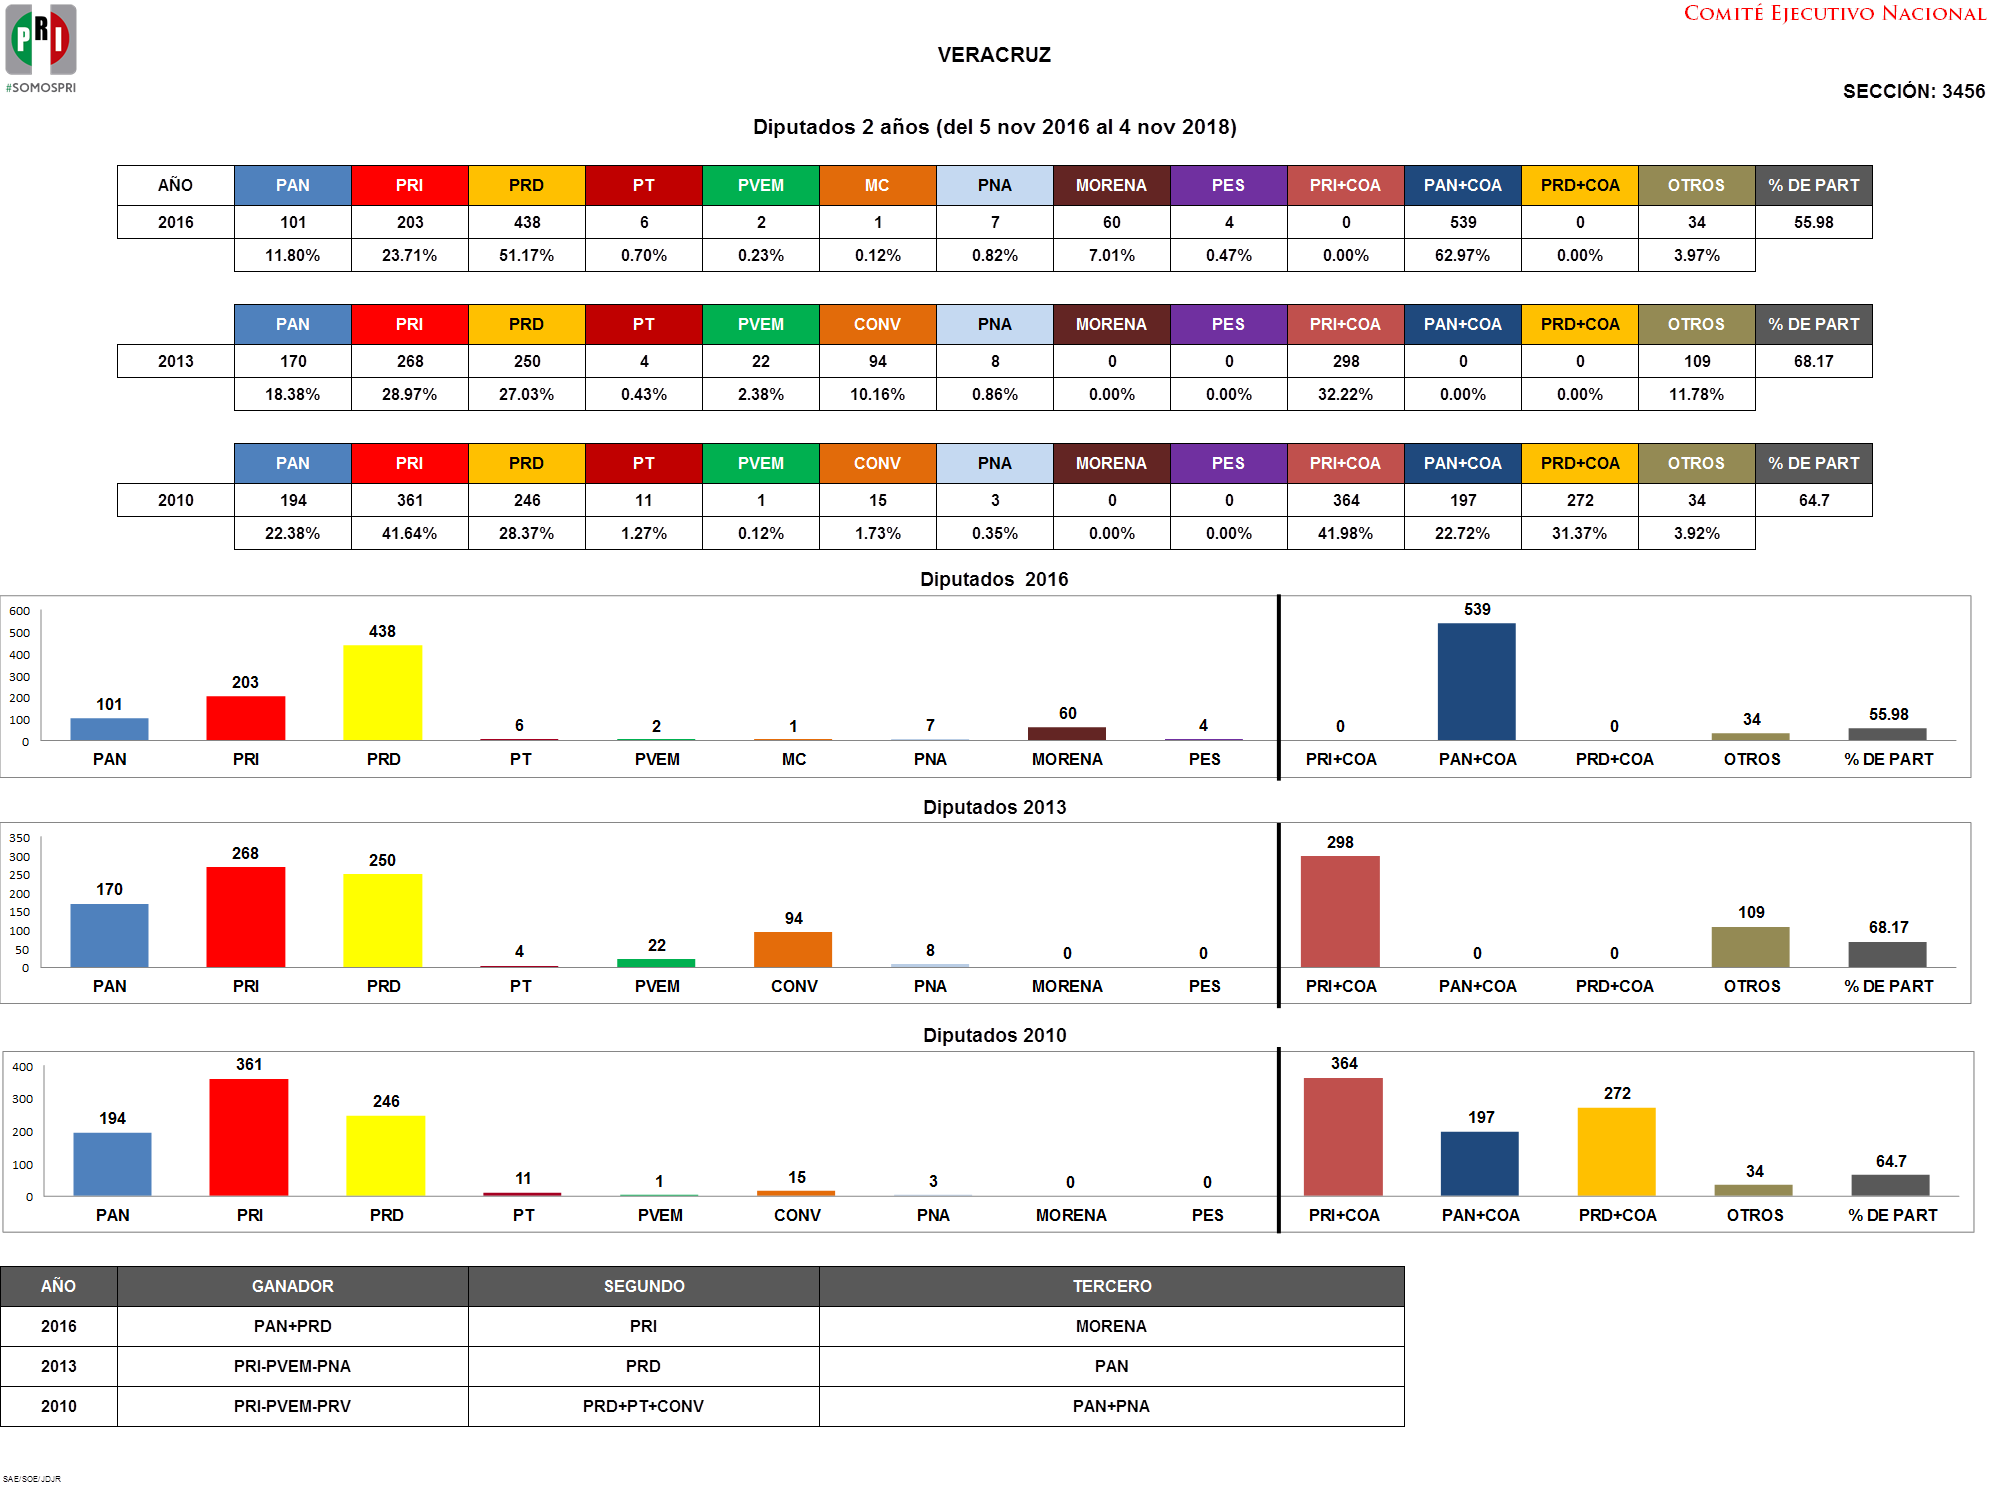 PRI
#SOMOSPRI
COMITÉ EJECUTIVO NACIONAL
VERACRUZ
SECCIÓN: 3456
Diputados 2 años (del 5 nov 2016 al 4 nov 2018)
AÑO PAN PRI PRD PT PVEM MC PNA MORENA PES PRI+COA PAN+COA PRD+COA OTROS % DE PART
2016 101 203 438 6 2 1 7 60 4 0 539 0 34 55.98
11.80% 23.71% 51.17% 0.70% 0.23% 0.12% 0.82% 7.01% 0.47% 0.00% 62.97% 0.00% 3.97%
PAN PRI PRD PT PVEM CONV PNA MORENA PES PRI+COA PAN+COA PRD+COA OTROS % DE PART
2013 170 268 250 4 22 94 8 0 0 298 0 0 109 68.17
18.38% 28.97% 27.03% 0.43% 2.38% 10.16% 0.86% 0.00% 0.00% 32.22% 0.00% 0.00% 11.78%
PAN PRI PRD PT PVEM CONV PNA MORENA PES PRI+COA PAN+COA PRD+COA OTROS % DE PART
2010 194 361 246 11 1 15 3 0 0 364 197 272 34 64.7
22.38% 41.64% 28.37% 1.27% 0.12% 1.73% 0.35% 0.00% 0.00% 41.98% 22.72% 31.37% 3.92%
Diputados 2016
600
500
400
300
200
100
0
101 203 438 6 2 1 7 60 4 0 539 0 34 55.98
PAN PRI PRD PT PVEM MC PNA MORENA PES PRI+COA PAN+COA PRD+COA OTROS % DE PART
Diputados 2013
350
300
250
200
150
100
50
0
170 268 250 4 22 94 8 0 0 298 0 0 109 68.17
PAN PRI PRD PT PVEM CONV PNA MORENA PES PRI+COA PAN+COA PRD+COA OTROS % DE PART
Diputados 2010
400
300
200
100
0
194 361 246 11 1 15 3 0 0 364 197 272 34 64.7
PAN PRI PRD PT PVEM CONV PNA MORENA PES PRI+COA PAN+COA PRD+COA OTROS % DE PART
AÑO GANADOR SEGUNDO TERCERO
2016 PAN+PRD PRI MORENA
2013 PRI-PVEM-PNA PRD PAN
2010 PRI-PVEM-PRV PRD+PT+CONV PAN+PNA
SAE/SOE/JDJR